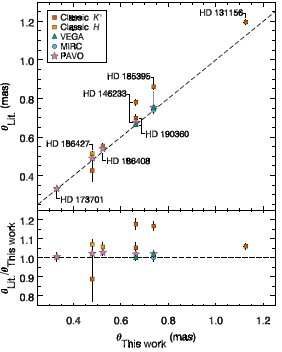 Classic K'
Classic H
VEGA
MIRC
PAVO
HD 131156
HD 185395
HD 146233
HD 190360
HD 186427
HD 186408
HD 173701
1.2
1.0
0.8
0.6
0.4
θLit. (mas)
1.2
1.1
1.0
0.9
0.8
θLit./θThis work
0.4 0.6 0.8 1.0 1.2
θThis work (mas)